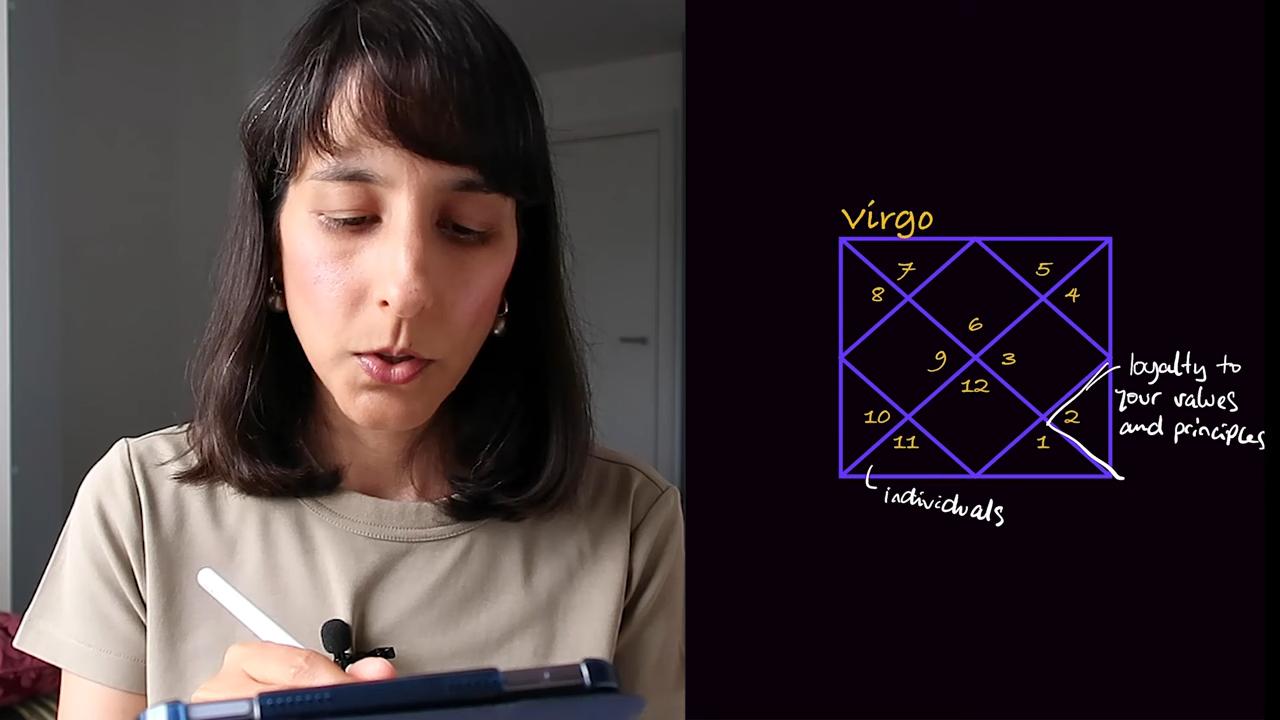 Virgo
7 5
8 4
6
9 3
12
10 2
11 1
loyalty to
your values
and principles
individuals